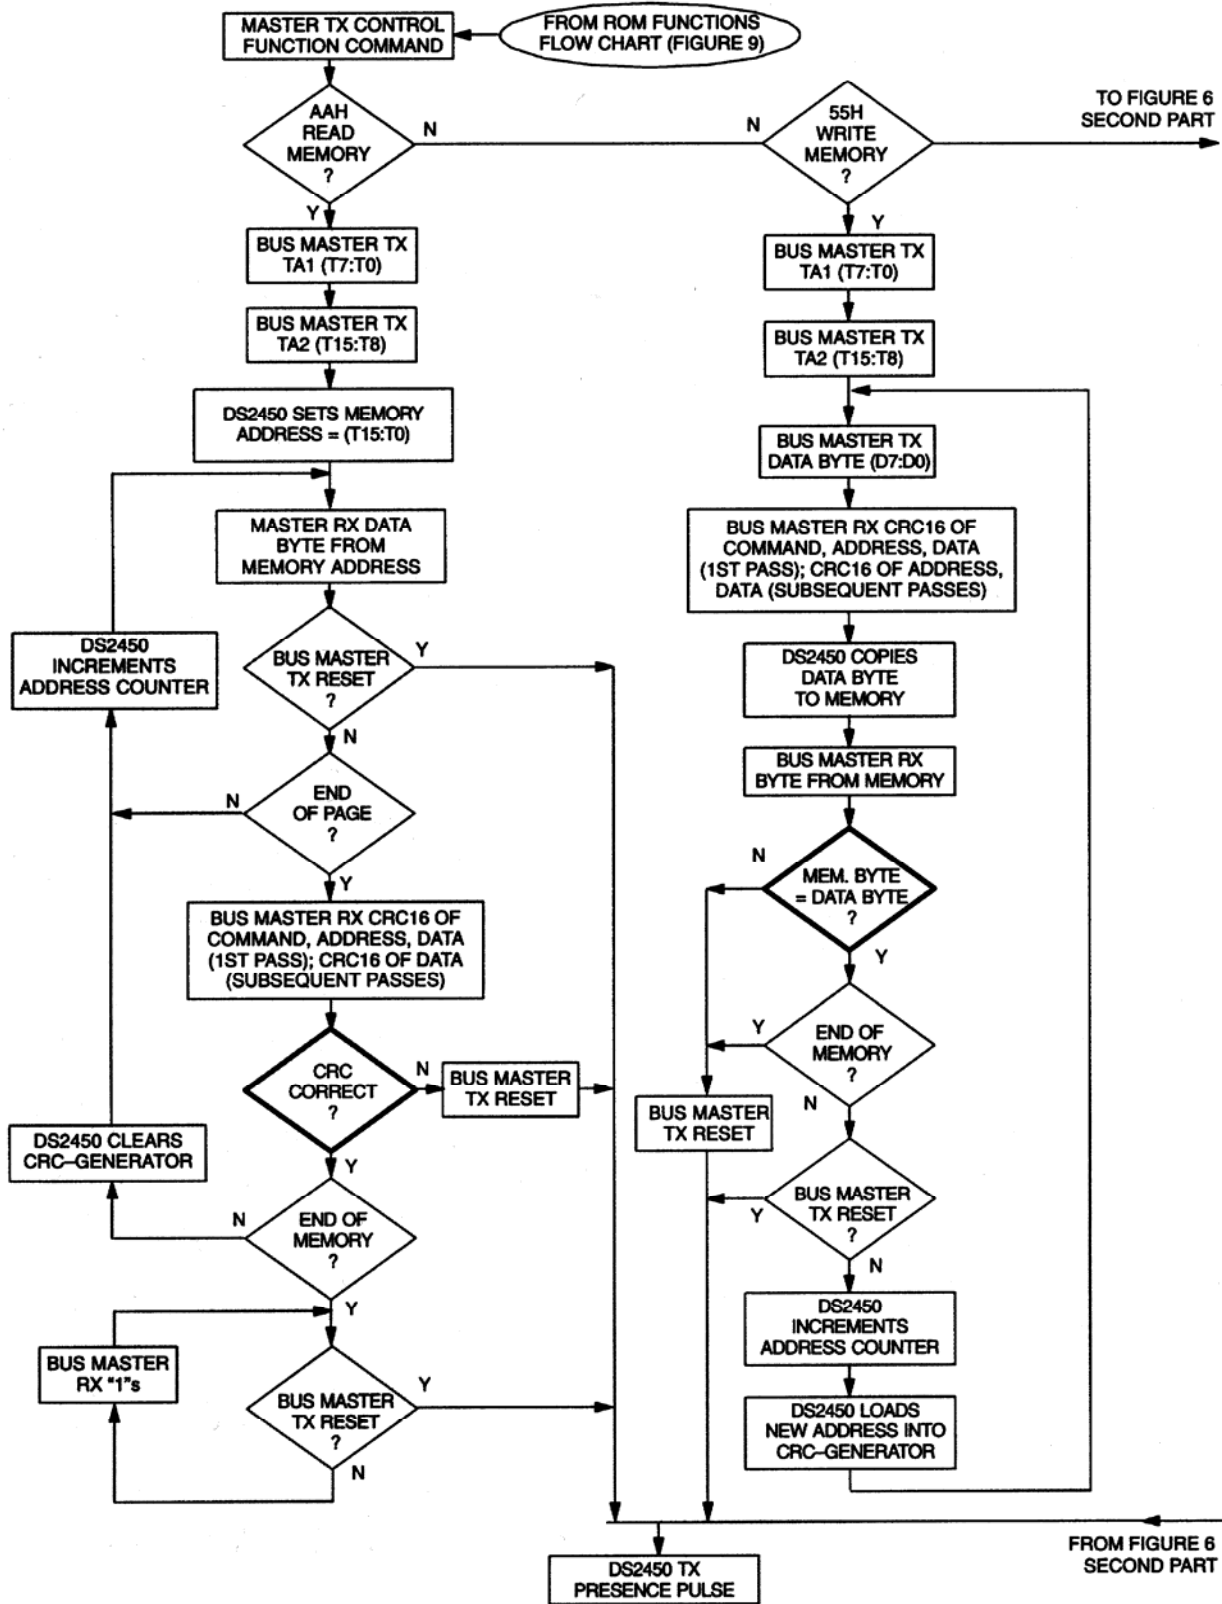 MASTER TX CONTROL
FUNCTION COMMAND
FROM ROM FUNCTIONS
FLOW CHART (FIGURE 9)
AAH
READ
MEMORY
?
N
Y
N
55H
WRITE
MEMORY
?
Y
TO FIGURE 6
SECOND PART
BUS MASTER TX
TA1 (T7:T0)
BUS MASTER TX
TA2 (T15:T8)
DS2450 SETS MEMORY
ADDRESS = (T15:T0)
MASTER RX DATA
BYTE FROM
MEMORY ADDRESS
DS2450
INCREMENTS
ADDRESS COUNTER
BUS MASTER
TX RESET
?
Y
N
END
OF PAGE
?
N
Y
BUS MASTER RX CRC16 OF
COMMAND, ADDRESS, DATA
(1ST PASS); CRC16 OF DATA
(SUBSEQUENT PASSES)
CRC
CORRECT
?
N
BUS MASTER
TX RESET
Y
DS2450 CLEARS
CRC–GENERATOR
END OF
MEMORY
?
N
Y
BUS MASTER
RX "1"s
BUS MASTER
TX RESET
?
Y
N
BUS MASTER TX
TA1 (T7:T0)
BUS MASTER TX
TA2 (T15:T8)
BUS MASTER TX
DATA BYTE (D7:D0)
BUS MASTER RX CRC16 OF
COMMAND, ADDRESS, DATA
(1ST PASS); CRC16 OF ADDRESS,
DATA (SUBSEQUENT PASSES)
DS2450 COPIES
DATA BYTE
TO MEMORY
BUS MASTER RX
BYTE FROM MEMORY
MEM. BYTE
= DATA BYTE
?
N
Y
END OF
MEMORY
?
Y
N
BUS MASTER
TX RESET
BUS MASTER
TX RESET
?
Y
N
DS2450
INCREMENTS
ADDRESS COUNTER
DS2450 LOADS
NEW ADDRESS INTO
CRC–GENERATOR
FROM FIGURE 6
SECOND PART
DS2450 TX
PRESENCE PULSE